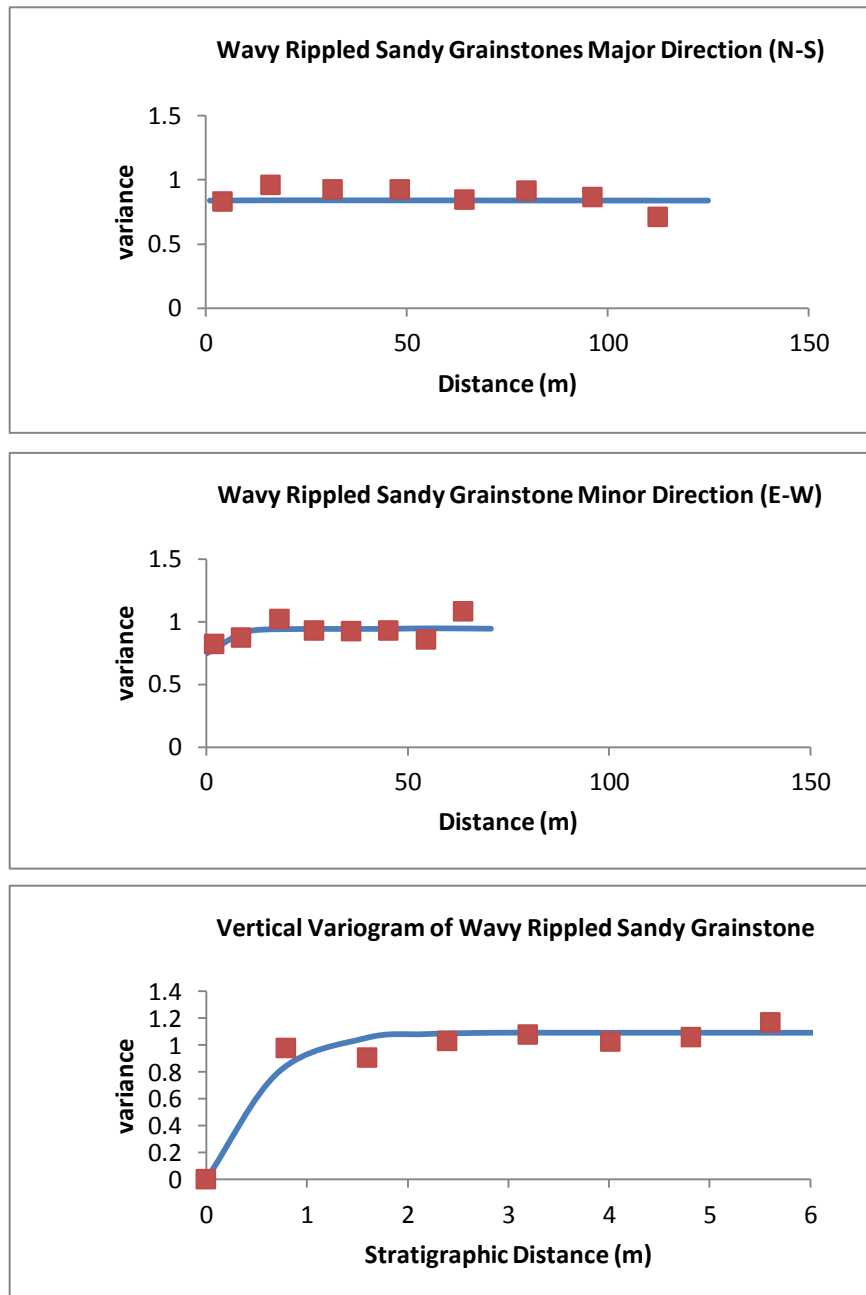 Wavy Rippled Sandy Grainstones Major Direction (N-S)
1.5
1
0.5
0
variance
0 50 100 150
Distance (m)
Wavy Rippled Sandy Grainstone Minor Direction (E-W)
1.5
1
0.5
0
variance
0 50 100 150
Distance (m)
Vertical Variogram of Wavy Rippled Sandy Grainstone
1.4
1.2
1
0.8
0.6
0.4
0.2
0
variance
0 1 2 3 4 5 6
Stratigraphic Distance (m)